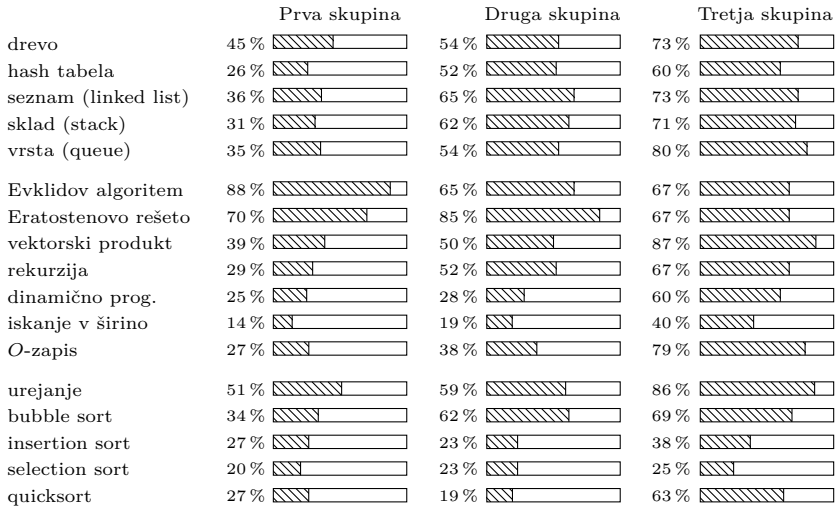 Prva skupina Druga skupina Tretja skupina
drevo 45 % 54 % 73 %
hash tabela 26 % 52 % 60 %
seznam (linked list) 36 % 65 % 73 %
sklad (stack) 31 % 62 % 71 %
vrsta (queue) 35 % 54 % 80 %
Evklidov algoritem 88 % 65 % 67 %
Eratostenovo rešeto 70 % 85 % 67 %
vektorski produkt 39 % 50 % 87 %
rekurzija 29 % 52 % 67 %
dinamično prog. 25 % 28 % 60 %
iskanje v širino 14 % 19 % 40 %
O-zapis 27 % 38 % 79 %
urejanje 51 % 59 % 86 %
bubble sort 34 % 62 % 69 %
insertion sort 27 % 23 % 38 %
selection sort 20 % 23 % 25 %
quicksort 27 % 19 % 63 %